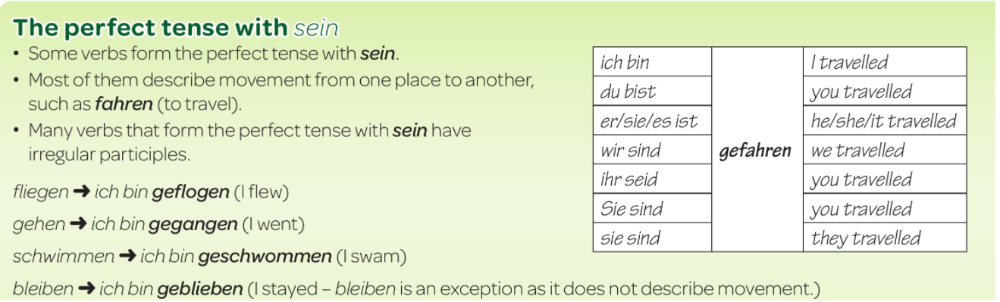 The perfect tense with sein
• Some verbs form the perfect tense with sein.
• Most of them describe movement from one place to another,
such as fahren (to travel).
• Many verbs that form the perfect tense with sein have
irregular participles.
fliegen ➜ ich bin geflogen (I flew)
gehen ➜ ich bin gegangen (I went)
schwimmen ➜ ich bin geschwommen (I swam)
bleiben ➜ ich bin geblieben (I stayed – bleiben is an exception as it does not describe movement.)
ich bin I travelled
du bist you travelled
er/sie/es ist he/she/it travelled
wir sind gefahren we travelled
ihr seid you travelled
Sie sind you travelled
sie sind they travelled